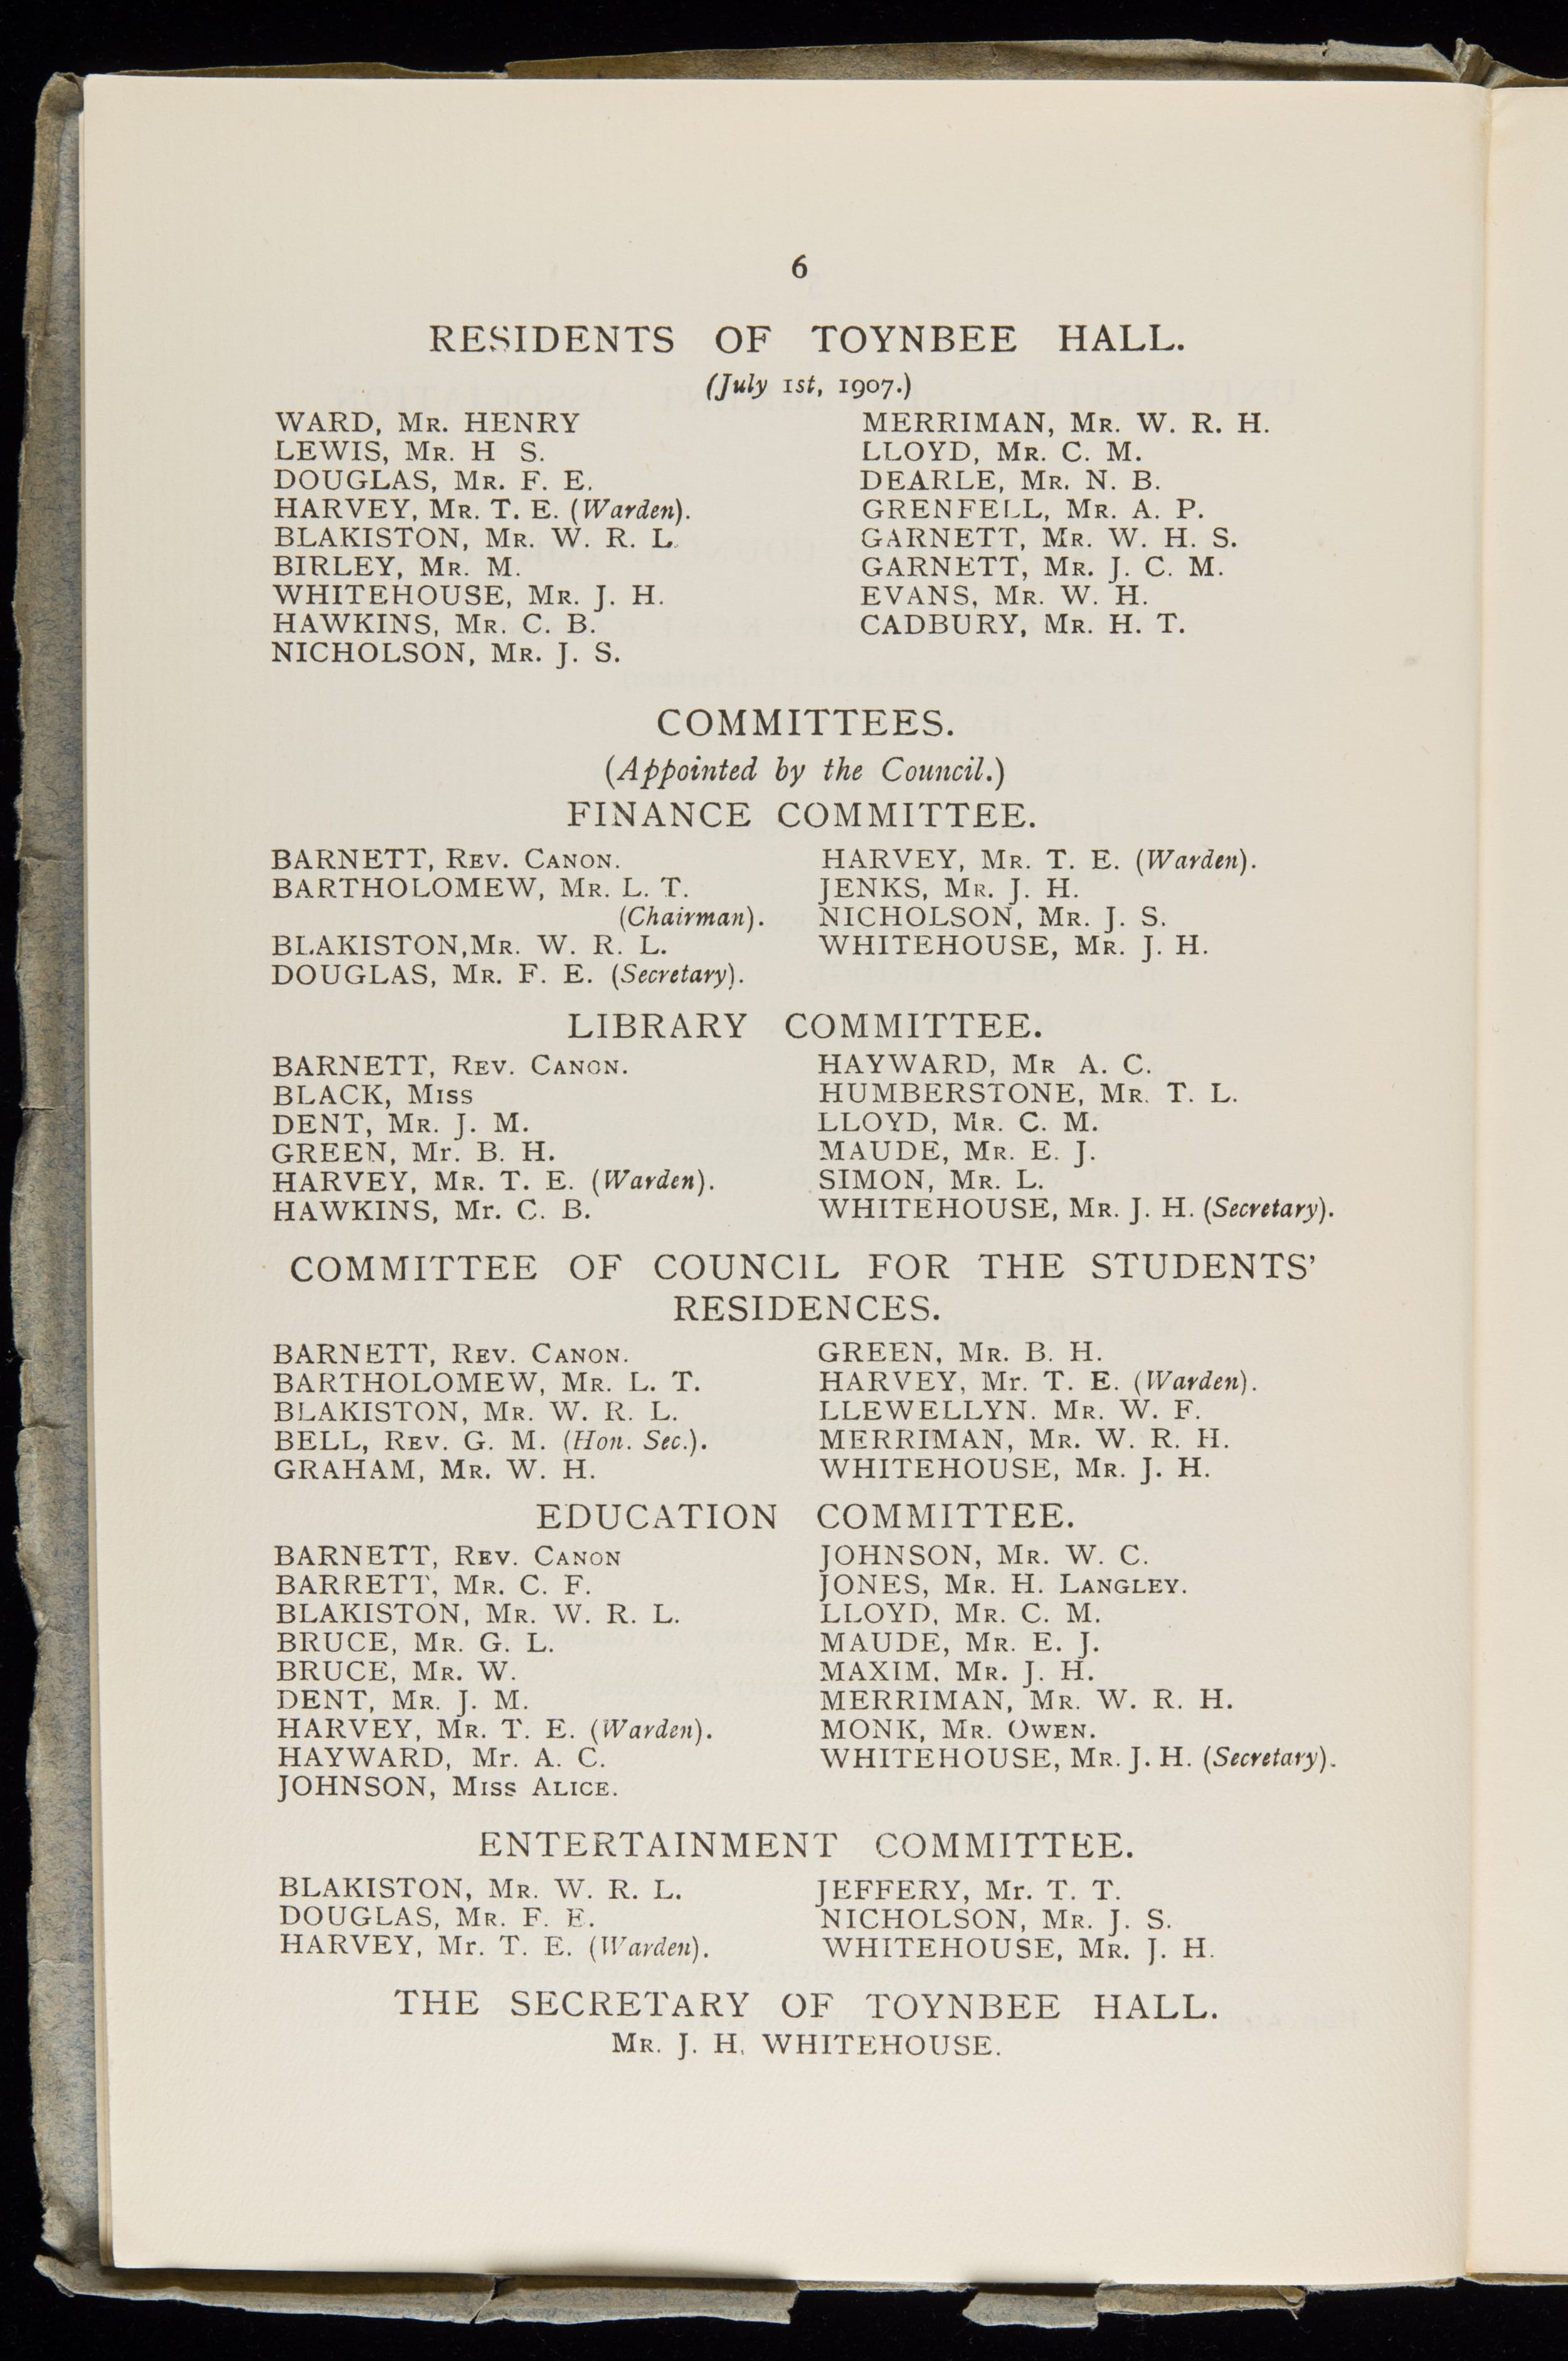 6
RESIDENTS OF TOYNBEE HALL.
(July 1st, 1907.)
WARD, MR. HENRY
LEWIS, MR. H S.
DOUGLAS, MR. F. E.
HARVEY, MR. T. E. (Warden).
BLAKISTON, MR. W. R. L.
BIRLEY, MR. M.
WHITEHOUSE, MR. J. H.
HAWKINS, MR. C. B.
NICHOLSON, MR. J. S.
MERRIMAN, MR. W. R. H.
LLOYD, MR. C. M.
DEARLE, MR. N. B.
GRENFELL, MR. A. P.
GARNETT, MR. W. H. S.
GARNETT, MR. J. C. M.
EVANS, MR. W. H.
CADBURY, MR. H. T.
COMMITTEES.
(Appointed by the Council.)
FINANCE COMMITTEE.
BARNETT, REV. CANON.
BARTHOLOMEW, MR. L. T.
(Chairman).
BLAKISTON,MR. W. R. L.
DOUGLAS, MR. F. E. (Secretary).
HARVEY, MR. T. E. (Warden).
JENKS, MR. J. H.
NICHOLSON, MR. J. S.
WHITEHOUSE, MR. J. H.
LIBRARY COMMITTEE.
BARNETT, REV. CANON.
BLACK, MISS
DENT, MR. J. M.
GREEN, Mr. B. H.
HARVEY, MR. T. E. (Warden).
HAWKINS, Mr. C. B.
HAYWARD, MR A. C.
HUMBERSTONE, MR. T. L.
LLOYD, MR. C. M.
MAUDE, MR. E. J.
SIMON, MR. L.
WHITEHOUSE, MR. J. H. (Secretary).
COMMITTEE OF COUNCIL FOR THE STUDENTS'
RESIDENCES.
BARNETT, REV. CANON.
BARTHOLOMEW, MR. L. T.
BLAKISTON, MR. W. R. L.
BELL, REV. G. M. (Hon. Sec.).
GRAHAM, MR. W. H.
GREEN, MR. B. H.
HARVEY, Mr. T. E. (Warden).
LLEWELLYN. MR. W. F.
MERRIMAN, MR. W. R. H.
WHITEHOUSE, MR. J. H.
EDUCATION COMMITTEE.
BARNETT, REV. CANON
BARRETT, MR. C. F.
BLAKISTON, MR. W. R. L.
BRUCE, MR. G. L.
BRUCE, MR. W.
DENT, MR. J. M.
HARVEY, MR. T. E. (Warden).
HAYWARD, Mr. A. C.
JOHNSON, MISS ALICE.
JOHNSON, MR. W. C.
JONES, MR. H. LANGLEY.
LLOYD, MR. C. M.
MAUDE, MR. E. J.
MAXIM. MR. J. H.
MERRIMAN, MR. W. R. H.
MONK, MR. OWEN.
WHITEHOUSE, MR. J. H. (Secretary).
ENTERTAINMENT COMMITTEE.
BLAKISTON, MR. W. R. L.
DOUGLAS, MR. F. E.
HARVEY, Mr. T. E. (Warden).
JEFFERY, Mr. T. T.
NICHOLSON, MR. J. S.
WHITEHOUSE, MR. J. H.
THE SECRETARY OF TOYNBEE HALL.
MR. J. H. WHITEHOUSE.